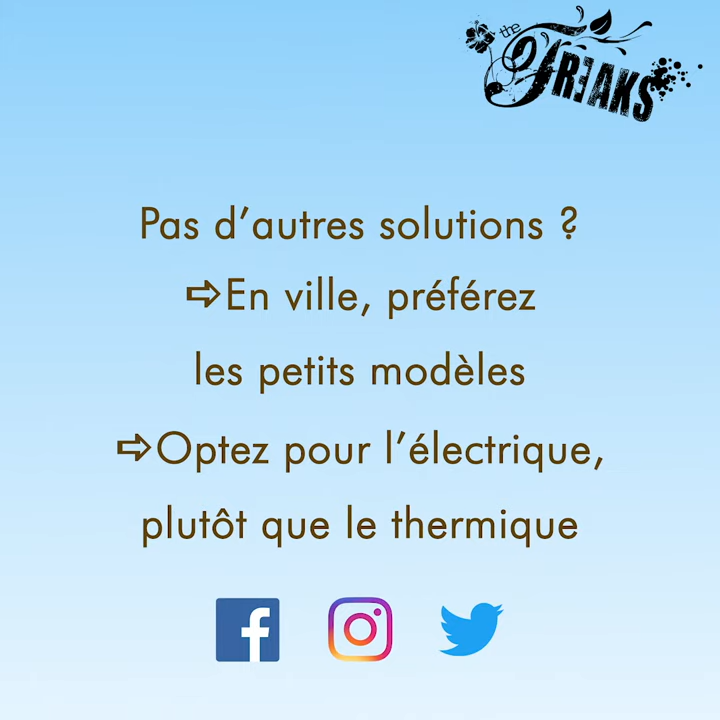 the FREAKS
Pas d’autres solutions ?
➩En ville, préférez
les petits modèles
➩Optez pour l’électrique,
plutôt que le thermique